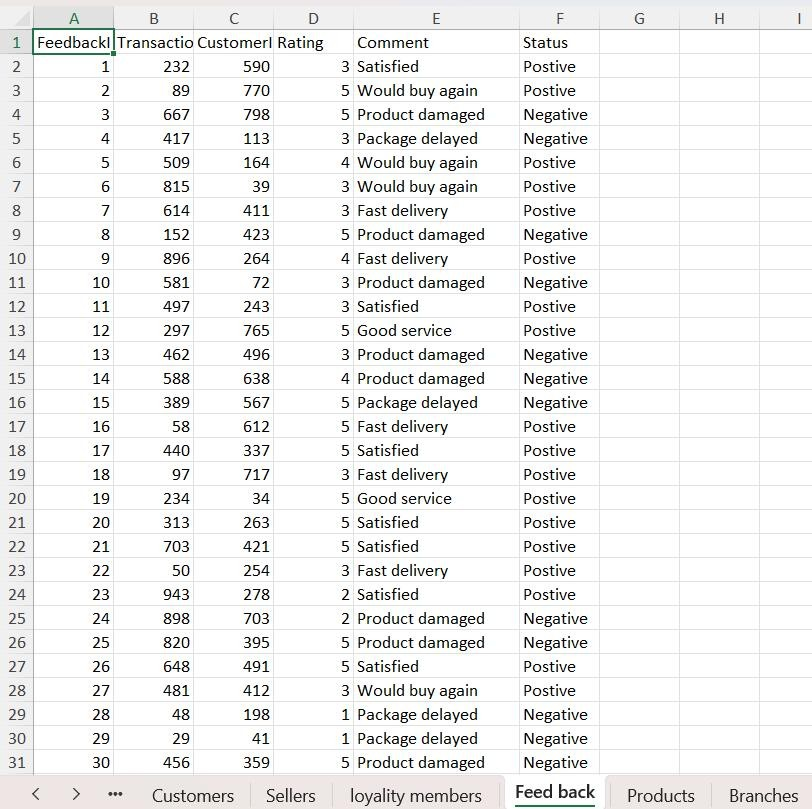 A B C D E F G H I
1 FeedbackI Transactio CustomerI Rating Comment Status
2 1 232 590 3 Satisfied Postive
3 2 89 770 5 Would buy again Postive
4 3 667 798 5 Product damaged Negative
5 4 417 113 3 Package delayed Negative
6 5 509 164 4 Would buy again Postive
7 6 815 39 3 Would buy again Postive
8 7 614 411 3 Fast delivery Postive
9 8 152 423 5 Product damaged Negative
10 9 896 264 4 Fast delivery Postive
11 10 581 72 3 Product damaged Negative
12 11 497 243 3 Satisfied Postive
13 12 297 765 5 Good service Postive
14 13 462 496 3 Product damaged Negative
15 14 588 638 4 Product damaged Negative
16 15 389 567 5 Package delayed Negative
17 16 58 612 5 Fast delivery Postive
18 17 440 337 5 Satisfied Postive
19 18 97 717 3 Fast delivery Postive
20 19 234 34 5 Good service Postive
21 20 313 263 5 Satisfied Postive
22 21 703 421 5 Satisfied Postive
23 22 50 254 3 Fast delivery Postive
24 23 943 278 2 Satisfied Postive
25 24 898 703 2 Product damaged Negative
26 25 820 395 5 Product damaged Negative
27 26 648 491 5 Satisfied Postive
28 27 481 412 3 Would buy again Postive
29 28 48 198 1 Package delayed Negative
30 29 29 41 1 Package delayed Negative
31 30 456 359 5 Product damaged Negative
Customers Sellers loyality members Feed back Products Branches